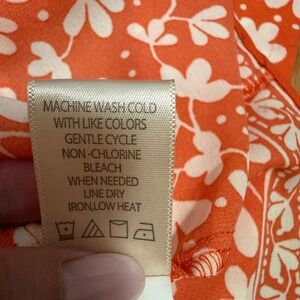 MACHINE WASH COLD
WITH LIKE COLORS
GENTLE CYCLE
NON-CHLORINE
BLEACH
WHEN NEEDED
LINE DRY
IRON,LOW HEAT